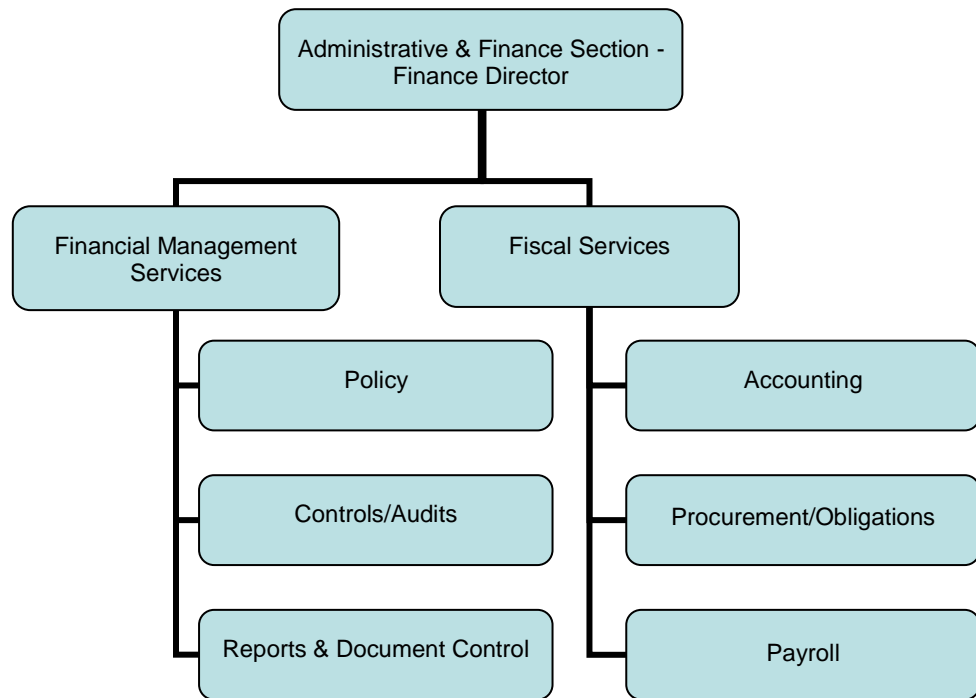 Administrative & Finance Section -
Finance Director
Financial Management
Services
Fiscal Services
Policy
Accounting
Controls/Audits
Procurement/Obligations
Reports & Document Control
Payroll